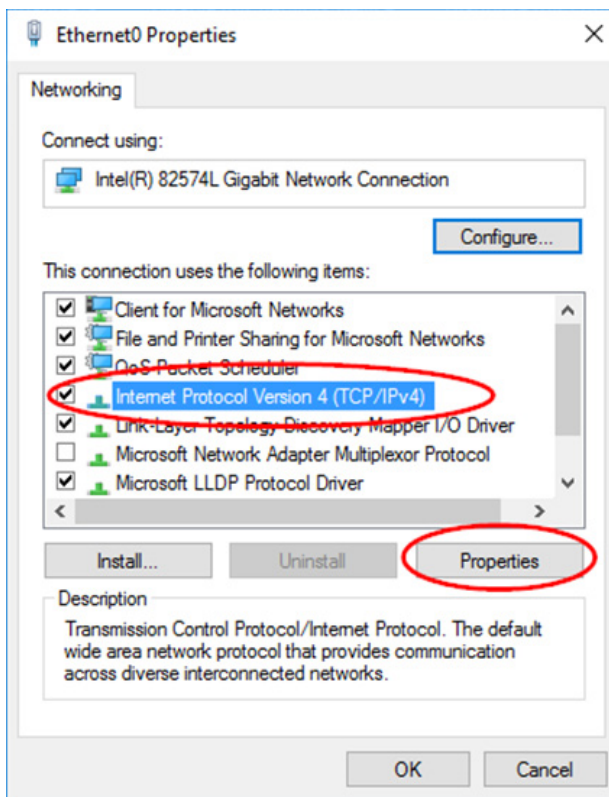 Ethernet0 Properties
Networking
Connect using:
Intel(R) 82574L Gigabit Network Connection
Configure...
This connection uses the following items:
Client for Microsoft Networks
File and Printer Sharing for Microsoft Networks
QoS Packet Scheduler
Internet Protocol Version 4 (TCP/IPv4)
Link-Layer Topology Discovery Mapper I/O Driver
Microsoft Network Adapter Multiplexor Protocol
Microsoft LLDP Protocol Driver
Install... Uninstall Properties
Description
Transmission Control Protocol/Internet Protocol. The default
wide area network protocol that provides communication
across diverse interconnected networks.
OK Cancel